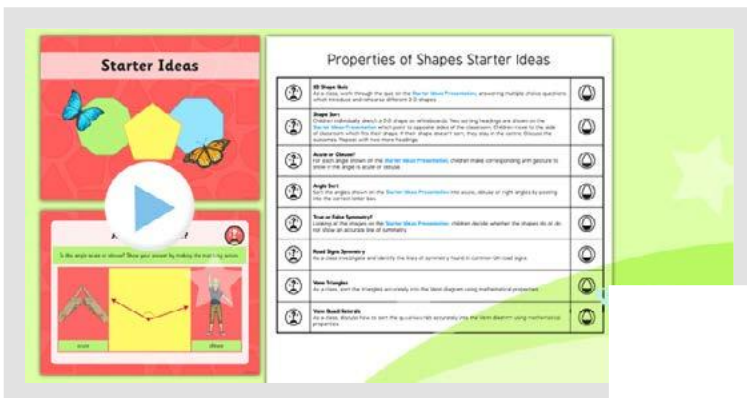 Starter Ideas
Is this angle acute or obtuse? Show your answer by making the matching action.
acute
obtuse
Properties of Shapes Starter Ideas
2D Shape Quiz
As a class, work through the quiz on the Starter Ideas Presentation, answering multiple choice questions
which introduce and rehearse different 2-D shapes.
Shape Sort
Children individually sketch a 2-D shape on whiteboards. Two sorting headings are shown on the
Starter Ideas Presentation which point to opposite sides of the classroom. Children move to the side
of classroom which fits their shape. If their shape doesn't sort, they stay in the centre. Discuss the
outcomes. Repeat with two more headings.
Acute or Obtuse?
For each angle shown on the Starter Ideas Presentation, children make corresponding arm gesture to
show if the angle is acute or obtuse.
Angle Sort
Sort the angles shown on the Starter Ideas Presentation into acute, obtuse or right angles by posting
into the correct letter box.
True or False Symmetry?
Looking at the shapes on the Starter Ideas Presentation, children decide whether the shapes do or do
not show an accurate line of symmetry.
Road Signs Symmetry
As a class investigate and identify the lines of symmetry found in common UK road signs.
Venn Triangles
As a class, sort the triangles accurately into the Venn diagram using mathematical properties.
Venn Quadrilaterals
As a class, discuss how to sort the quadrilaterals accurately into the Venn diagram using mathematical
properties.